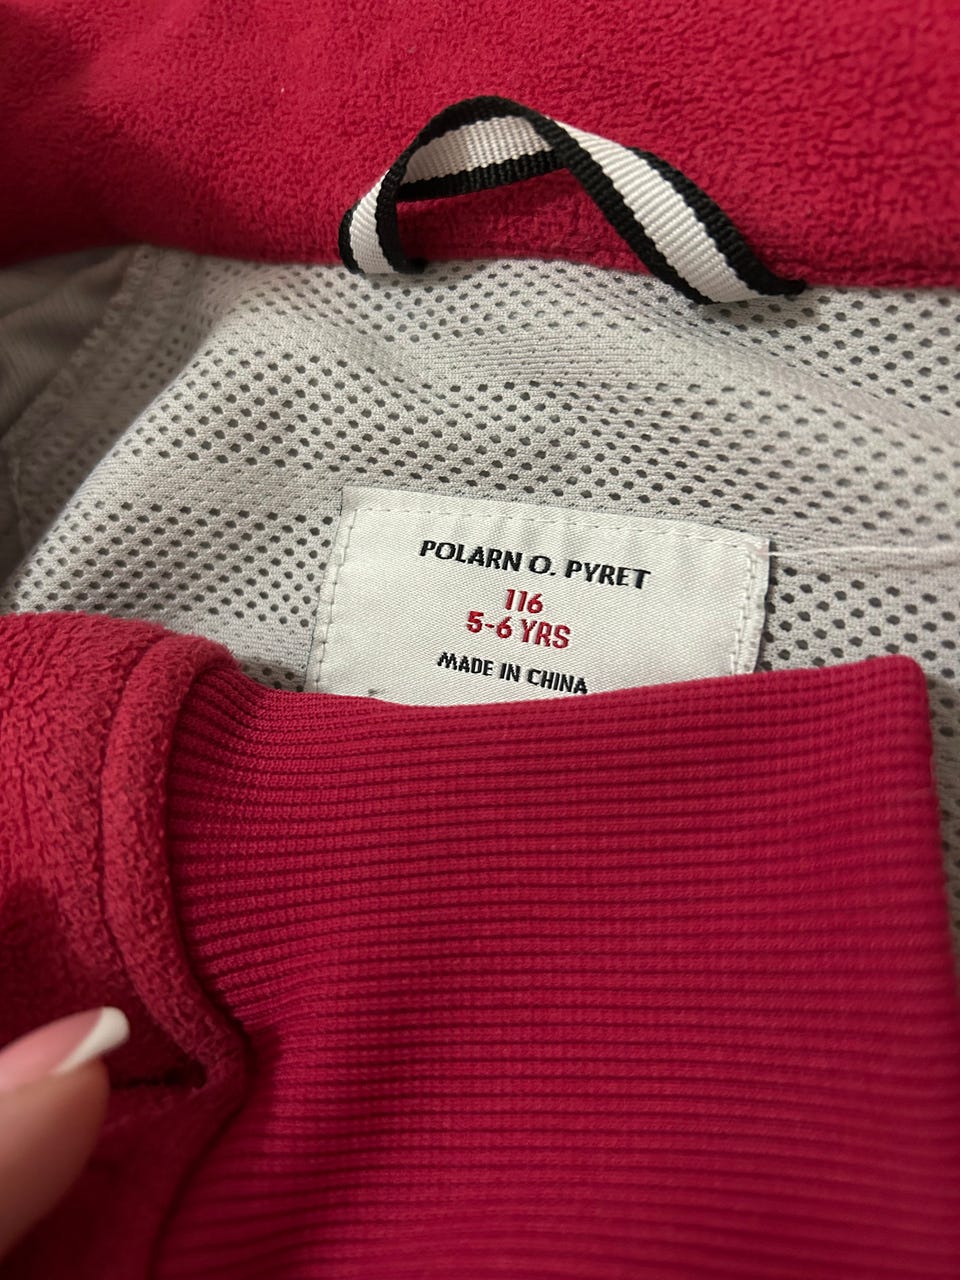 POLARN O. PYRET
116
5-6 YRS
MADE IN CHINA